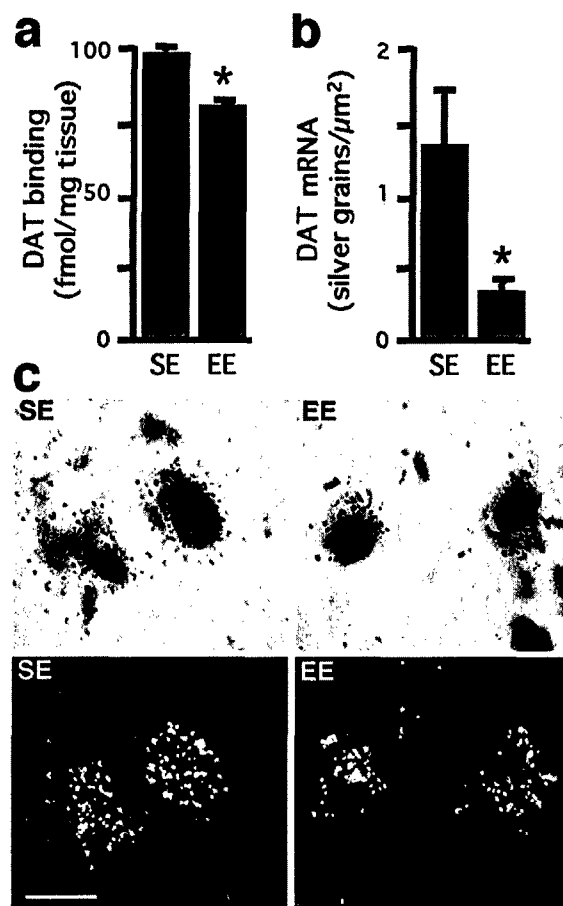 a
100
50
0
DAT binding
(fmol/mg tissue)
*
SE EE
b
2
1
0
DAT mRNA
(silver grains/µm²)
*
SE EE
c
SE EE
SE EE